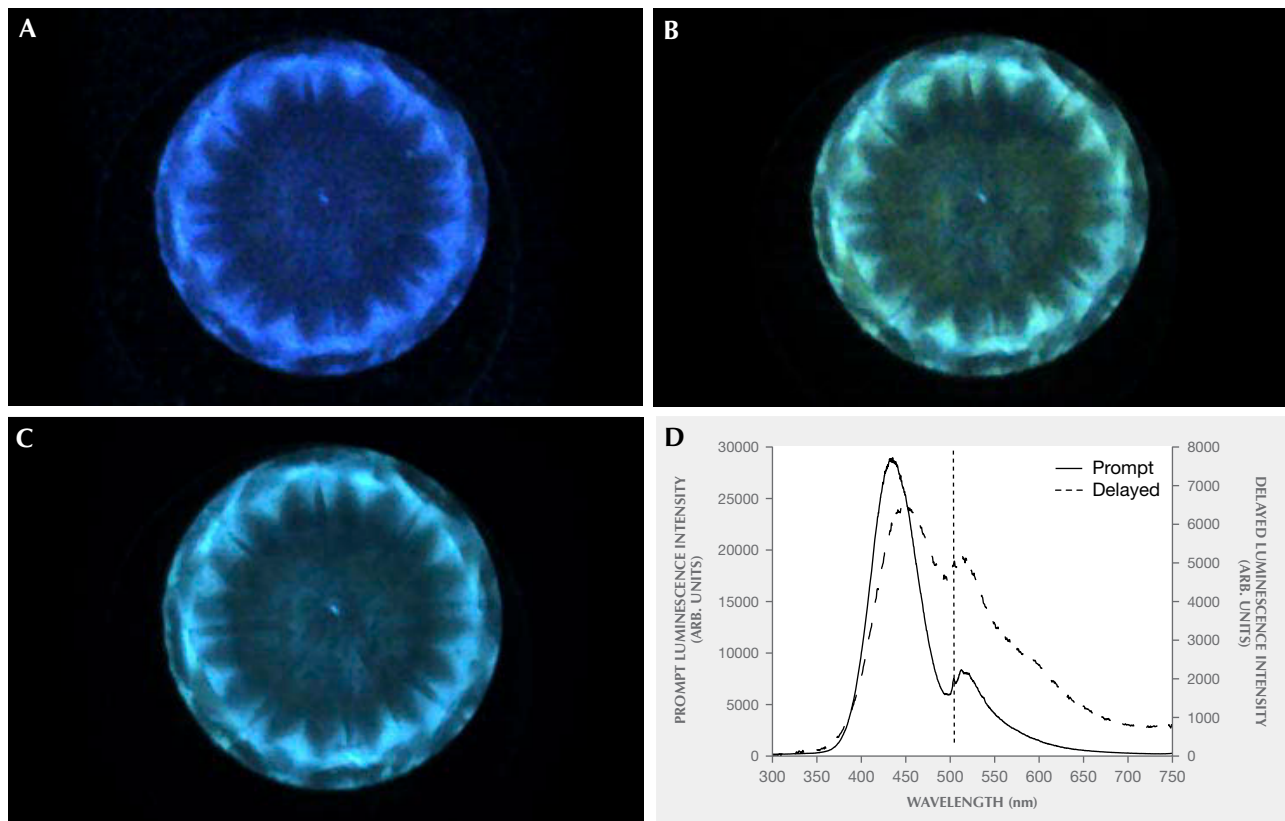 A
B
C
D
30000
25000
20000
15000
10000
5000
0
PROMPT LUMINESCENCE INTENSITY
(ARB. UNITS)
Prompt
Delayed
8000
7000
6000
5000
4000
3000
2000
1000
0
DELAYED LUMINESCENCE INTENSITY
(ARB. UNITS)
300
350
400
450
500
550
600
650
700
750
WAVELENGTH (nm)